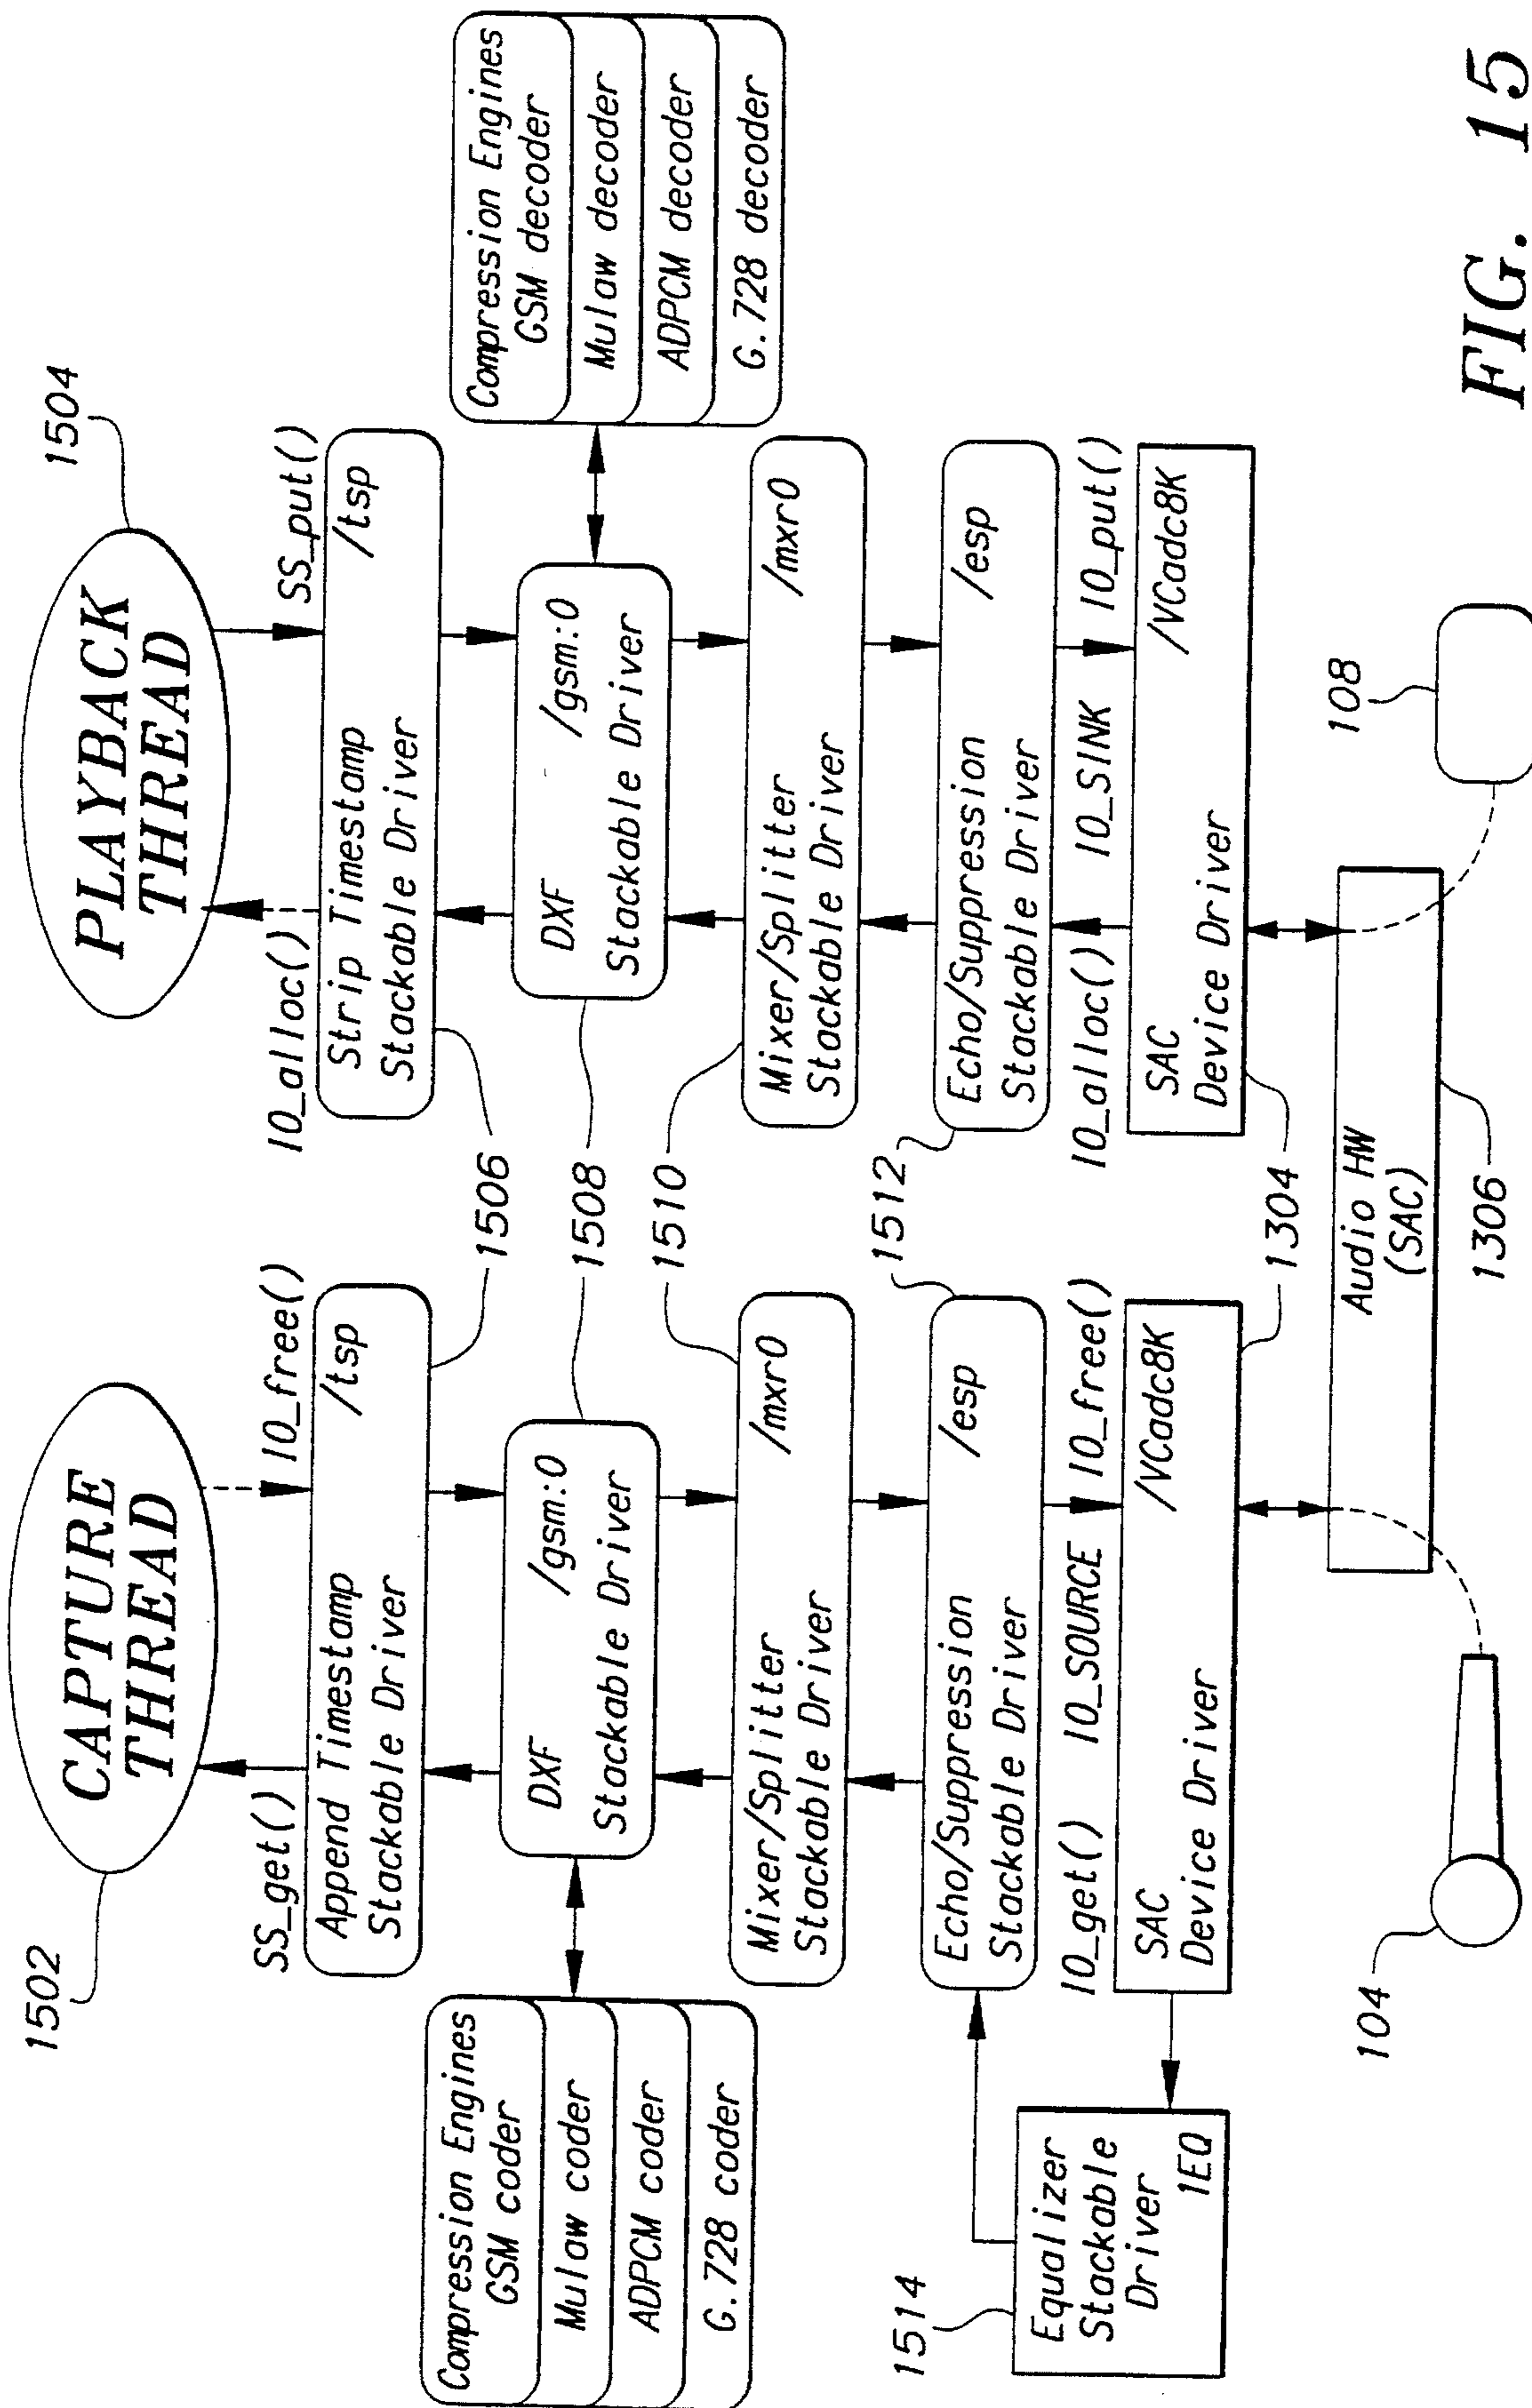 1502
CAPTURE
THREAD
SS_get()
IO_free()
Append Timestamp
Stackable Driver
/tsp
1506
Compression Engines
GSM coder
Mulaw coder
ADPCM coder
G.728 coder
DXF
/gsm:0
Stackable Driver
1508
Mixer/Splitter
Stackable Driver
/mxr0
1510
Echo/Suppression
Stackable Driver
/esp
1512
IO_get()
IO_SOURCE
IO_free()
SAC
Device Driver
/VCadc8K
1304
1514
Equalizer
Stackable
Driver
1EQ
104
1504
PLAYBACK
THREAD
IO_alloc()
SS_put()
Strip Timestamp
Stackable Driver
/tsp
DXF
/gsm:0
Stackable Driver
Compression Engines
GSM decoder
Mulaw decoder
ADPCM decoder
G.728 decoder
Mixer/Splitter
Stackable Driver
/mxr0
Echo/Suppression
Stackable Driver
/esp
IO_alloc()
IO_SINK
IO_put()
SAC
Device Driver
/VCadc8K
Audio HW
(SAC)
1306
108
FIG. 15